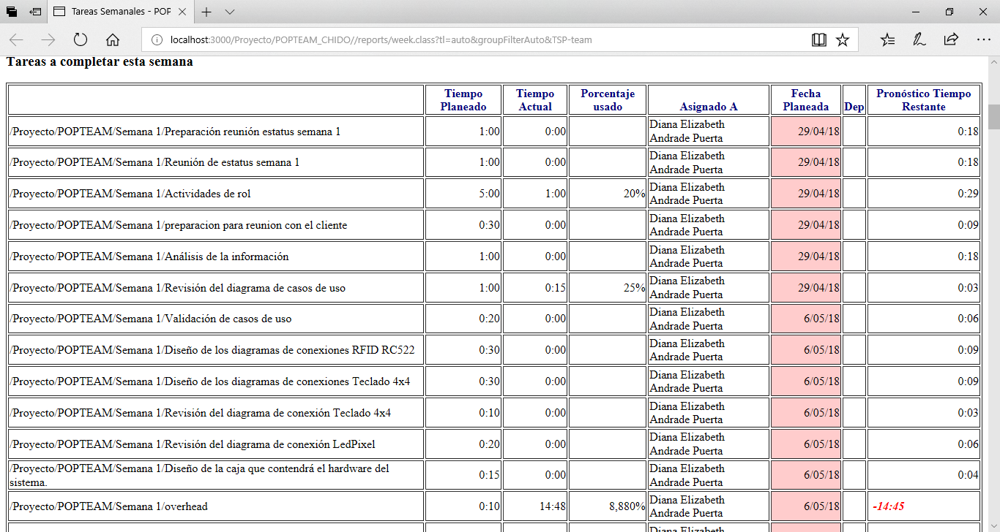 Tareas Semanales - POP
localhost:3000/Proyecto/POPTEAM_CHIDO//reports/week.class?tl=auto&groupFilterAuto&TSP-team
Tareas a completar esta semana
Tiempo Planeado Tiempo Actual Porcentaje usado Asignado A Fecha Planeada Dep Pronóstico Tiempo Restante
/Proyecto/POPTEAM/Semana 1/Preparación reunión estatus semana 1 1:00 0:00 Diana Elizabeth Andrade Puerta 29/04/18 0:18
/Proyecto/POPTEAM/Semana 1/Reunión de estatus semana 1 1:00 0:00 Diana Elizabeth Andrade Puerta 29/04/18 0:18
/Proyecto/POPTEAM/Semana 1/Actividades de rol 5:00 1:00 20% Diana Elizabeth Andrade Puerta 29/04/18 0:29
/Proyecto/POPTEAM/Semana 1/preparacion para reunion con el cliente 0:30 0:00 Diana Elizabeth Andrade Puerta 29/04/18 0:09
/Proyecto/POPTEAM/Semana 1/Análisis de la información 1:00 0:00 Diana Elizabeth Andrade Puerta 29/04/18 0:18
/Proyecto/POPTEAM/Semana 1/Revisión del diagrama de casos de uso 1:00 0:15 25% Diana Elizabeth Andrade Puerta 29/04/18 0:03
/Proyecto/POPTEAM/Semana 1/Validación de casos de uso 0:20 0:00 Diana Elizabeth Andrade Puerta 6/05/18 0:06
/Proyecto/POPTEAM/Semana 1/Diseño de los diagramas de conexiones RFID RC522 0:30 0:00 Diana Elizabeth Andrade Puerta 6/05/18 0:09
/Proyecto/POPTEAM/Semana 1/Diseño de los diagramas de conexiones Teclado 4x4 0:30 0:00 Diana Elizabeth Andrade Puerta 6/05/18 0:09
/Proyecto/POPTEAM/Semana 1/Revisión del diagrama de conexión Teclado 4x4 0:10 0:00 Diana Elizabeth Andrade Puerta 6/05/18 0:03
/Proyecto/POPTEAM/Semana 1/Revisión del diagrama de conexión LedPixel 0:20 0:00 Diana Elizabeth Andrade Puerta 6/05/18 0:06
/Proyecto/POPTEAM/Semana 1/Diseño de la caja que contendrá el hardware del sistema. 0:15 0:00 Diana Elizabeth Andrade Puerta 6/05/18 0:04
/Proyecto/POPTEAM/Semana 1/overhead 0:10 14:48 8,880% Diana Elizabeth Andrade Puerta 6/05/18 -14:45
Diana Elizabeth